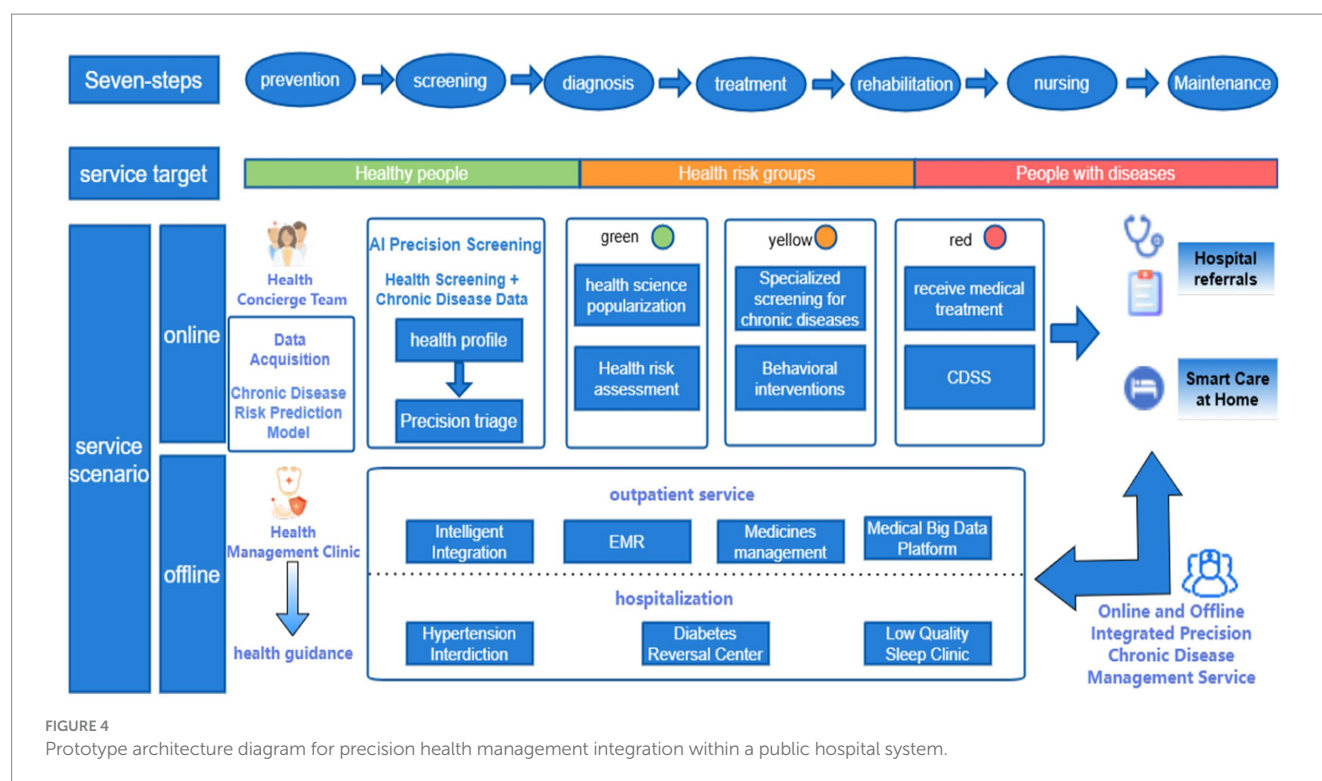 Seven-steps
prevention
screening
diagnosis
treatment
rehabilitation
nursing
Maintenance
service target
Healthy people
Health risk groups
People with diseases
service
scenario
online
Health
Concierge Team
Data
Acquisition
Chronic Disease
Risk Prediction
Model
AI Precision Screening
Health Screening +
Chronic Disease Data
health profile
Precision triage
green
health science
popularization
Health risk
assessment
yellow
Specialized
screening for
chronic diseases
Behavioral
interventions
red
receive medical
treatment
CDSS
Hospital
referrals
Smart Care
at Home
offline
Health
Management Clinic
health guidance
outpatient service
Intelligent
Integration
EMR
Medicines
management
Medical Big Data
Platform
hospitalization
Hypertension
Interdiction
Diabetes
Reversal Center
Low Quality
Sleep Clinic
Online and Offline
Integrated Precision
Chronic Disease
Management Service
FIGURE 4
Prototype architecture diagram for precision health management integration within a public hospital system.